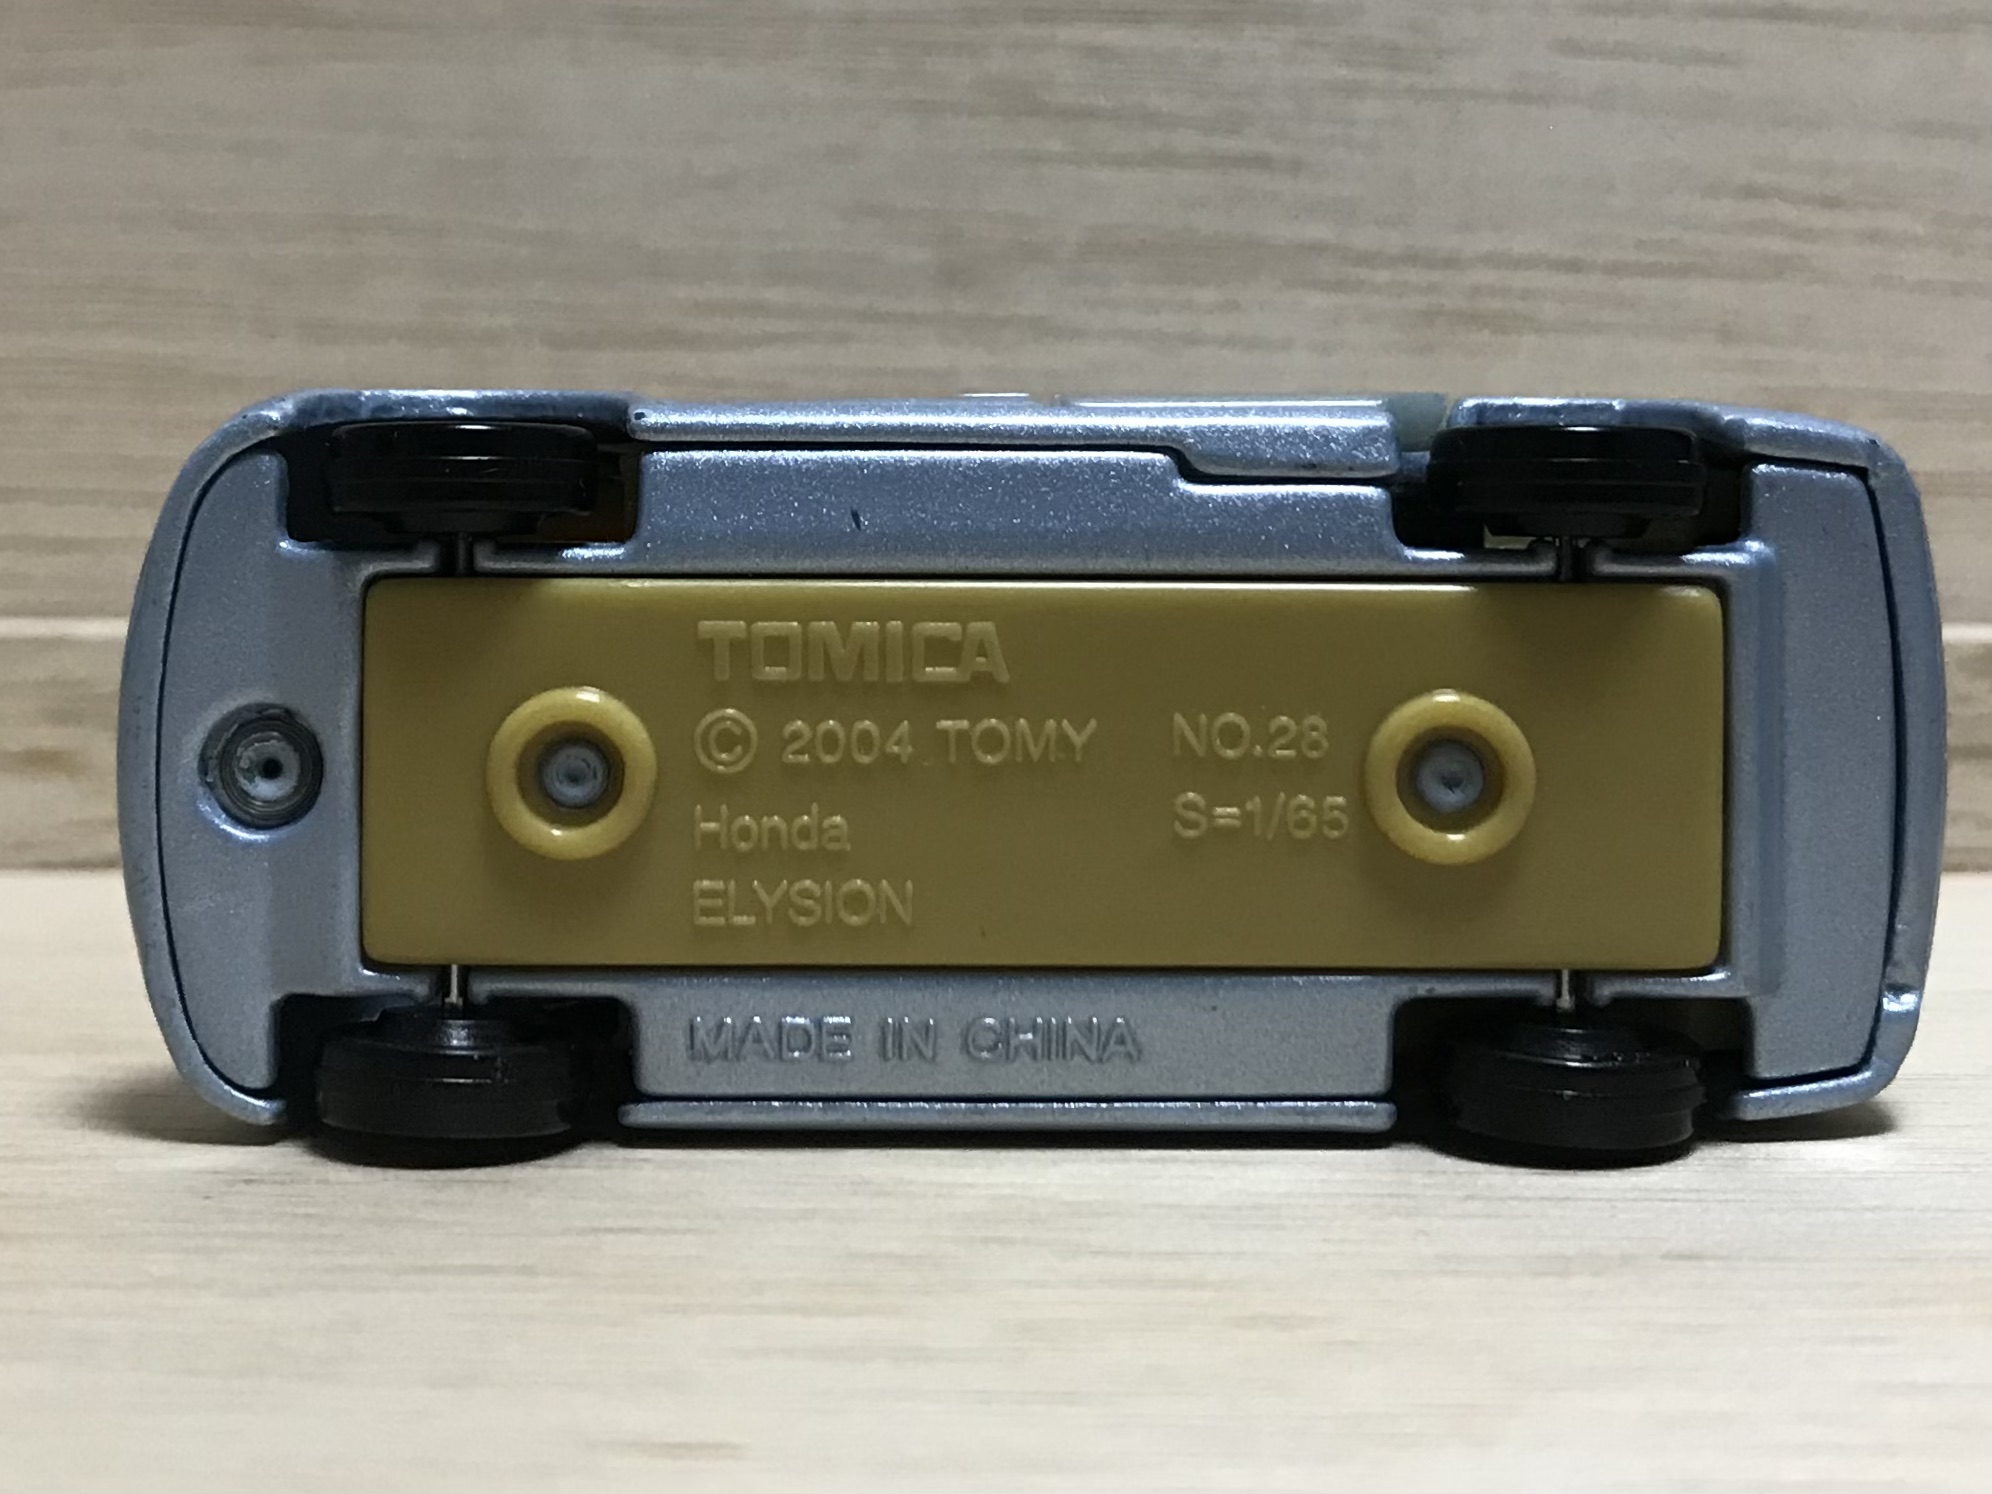 TOMICA
© 2004 TOMY NO.28
Honda S=1/65
ELYSION
MADE IN CHINA